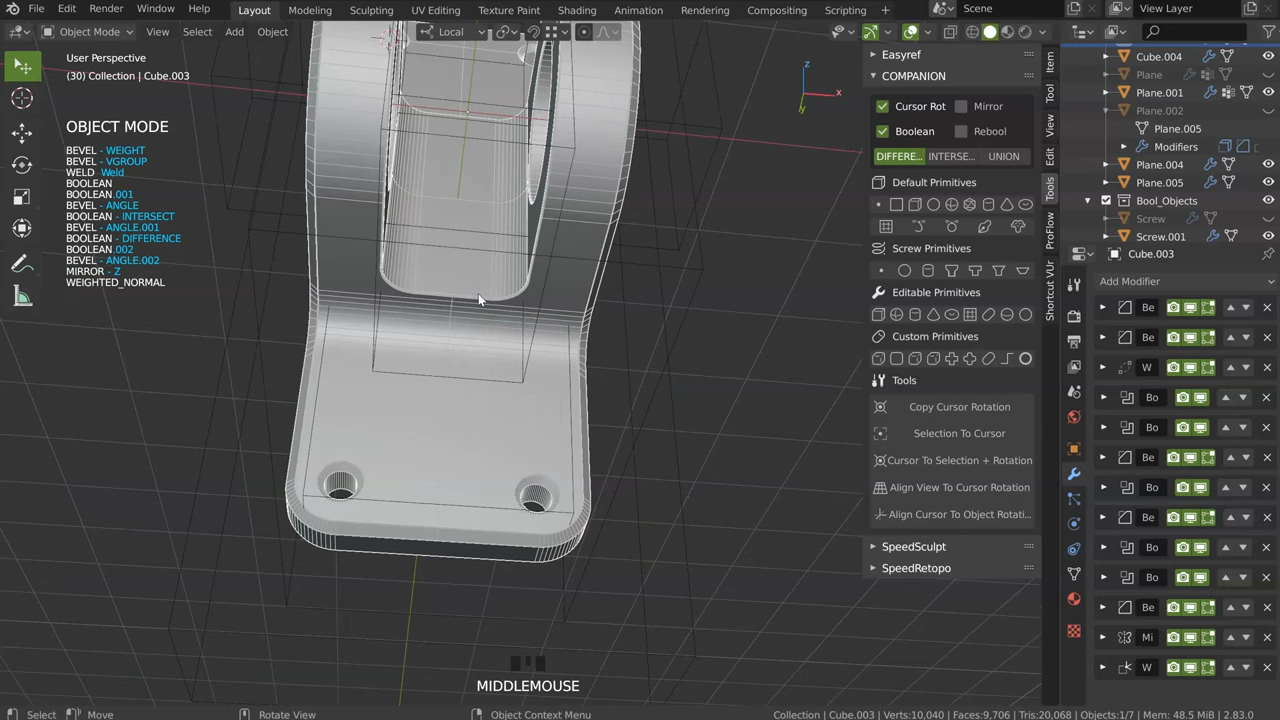 File Edit Render Window Help Layout Modeling Sculpting UV Editing Texture Paint Shading Animation Rendering Compositing Scripting + Scene View Layer
Object Mode View Select Add Object Local
User Perspective
(30) Collection | Cube.003
OBJECT MODE
BEVEL - WEIGHT
BEVEL - VGROUP
WELD Weld
BOOLEAN
BOOLEAN.001
BEVEL - ANGLE
BOOLEAN - INTERSECT
BEVEL - ANGLE.001
BOOLEAN - DIFFERENCE
BOOLEAN.002
BEVEL - ANGLE.002
MIRROR - Z
WEIGHTED_NORMAL
z
x
y
Easyref
COMPANION
Cursor Rot Mirror
Boolean Rebool
DIFFERE... INTERSE... UNION
Default Primitives
Screw Primitives
Editable Primitives
Custom Primitives
Tools
Copy Cursor Rotation
Selection To Cursor
Cursor To Selection + Rotation
Align View To Cursor Rotation
Align Cursor To Object Rotati...
SpeedSculpt
SpeedRetopo
Item
Tool
View
Edit
Tools
ProFlow
Shortcut VUr
Cube.004
Plane
Plane.001
Plane.002
Plane.005
Modifiers
Plane.004
Plane.005
Bool_Objects
Screw
Screw.001
Cube.003
Add Modifier
Be
Be
W
Bo
Bo
Be
Bo
Be
Bo
Bo
Be
Mi
W
MIDDLEMOUSE
Select Move Rotate View Object Context Menu Collection | Cube.003 | Verts:10,040 | Faces:9,706 | Tris:20,068 | Objects:1/7 | Mem: 48.5 MiB | 2.83.0